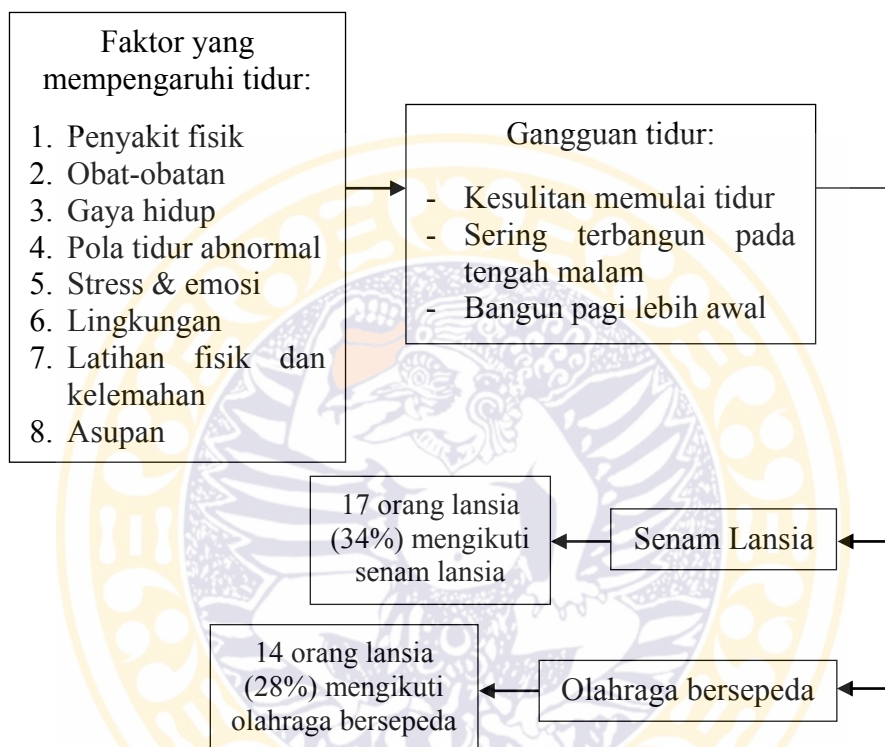 Faktor yang
mempengaruhi tidur:
1. Penyakit fisik
2. Obat-obatan
3. Gaya hidup
4. Pola tidur abnormal
5. Stress & emosi
6. Lingkungan
7. Latihan fisik dan
kelemahan
8. Asupan
Gangguan tidur:
- Kesulitan memulai tidur
- Sering terbangun pada
tengah malam
- Bangun pagi lebih awal
17 orang lansia
(34%) mengikuti
senam lansia
Senam Lansia
14 orang lansia
(28%) mengikuti
olahraga bersepeda
Olahraga bersepeda